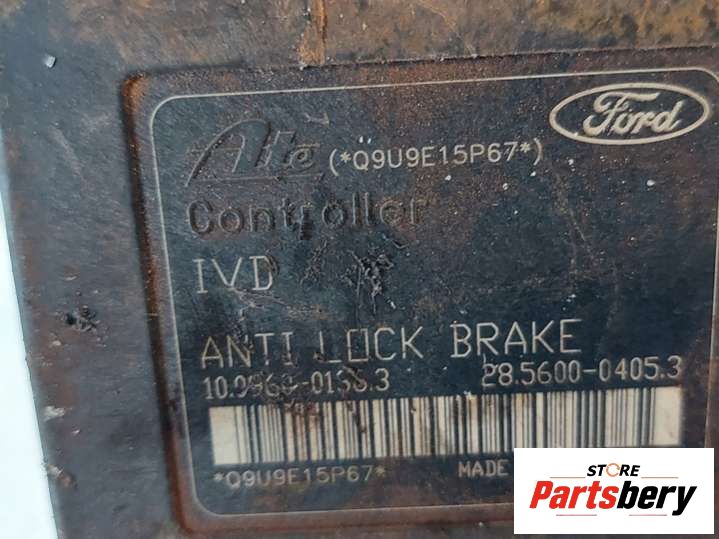 Ate (*Q9U9E15P67*) Ford
Controller
IVD
ANTI LOCK BRAKE
28.5600-0405.3
*Q9U9E15P67* MADE
STORE
Partsbery